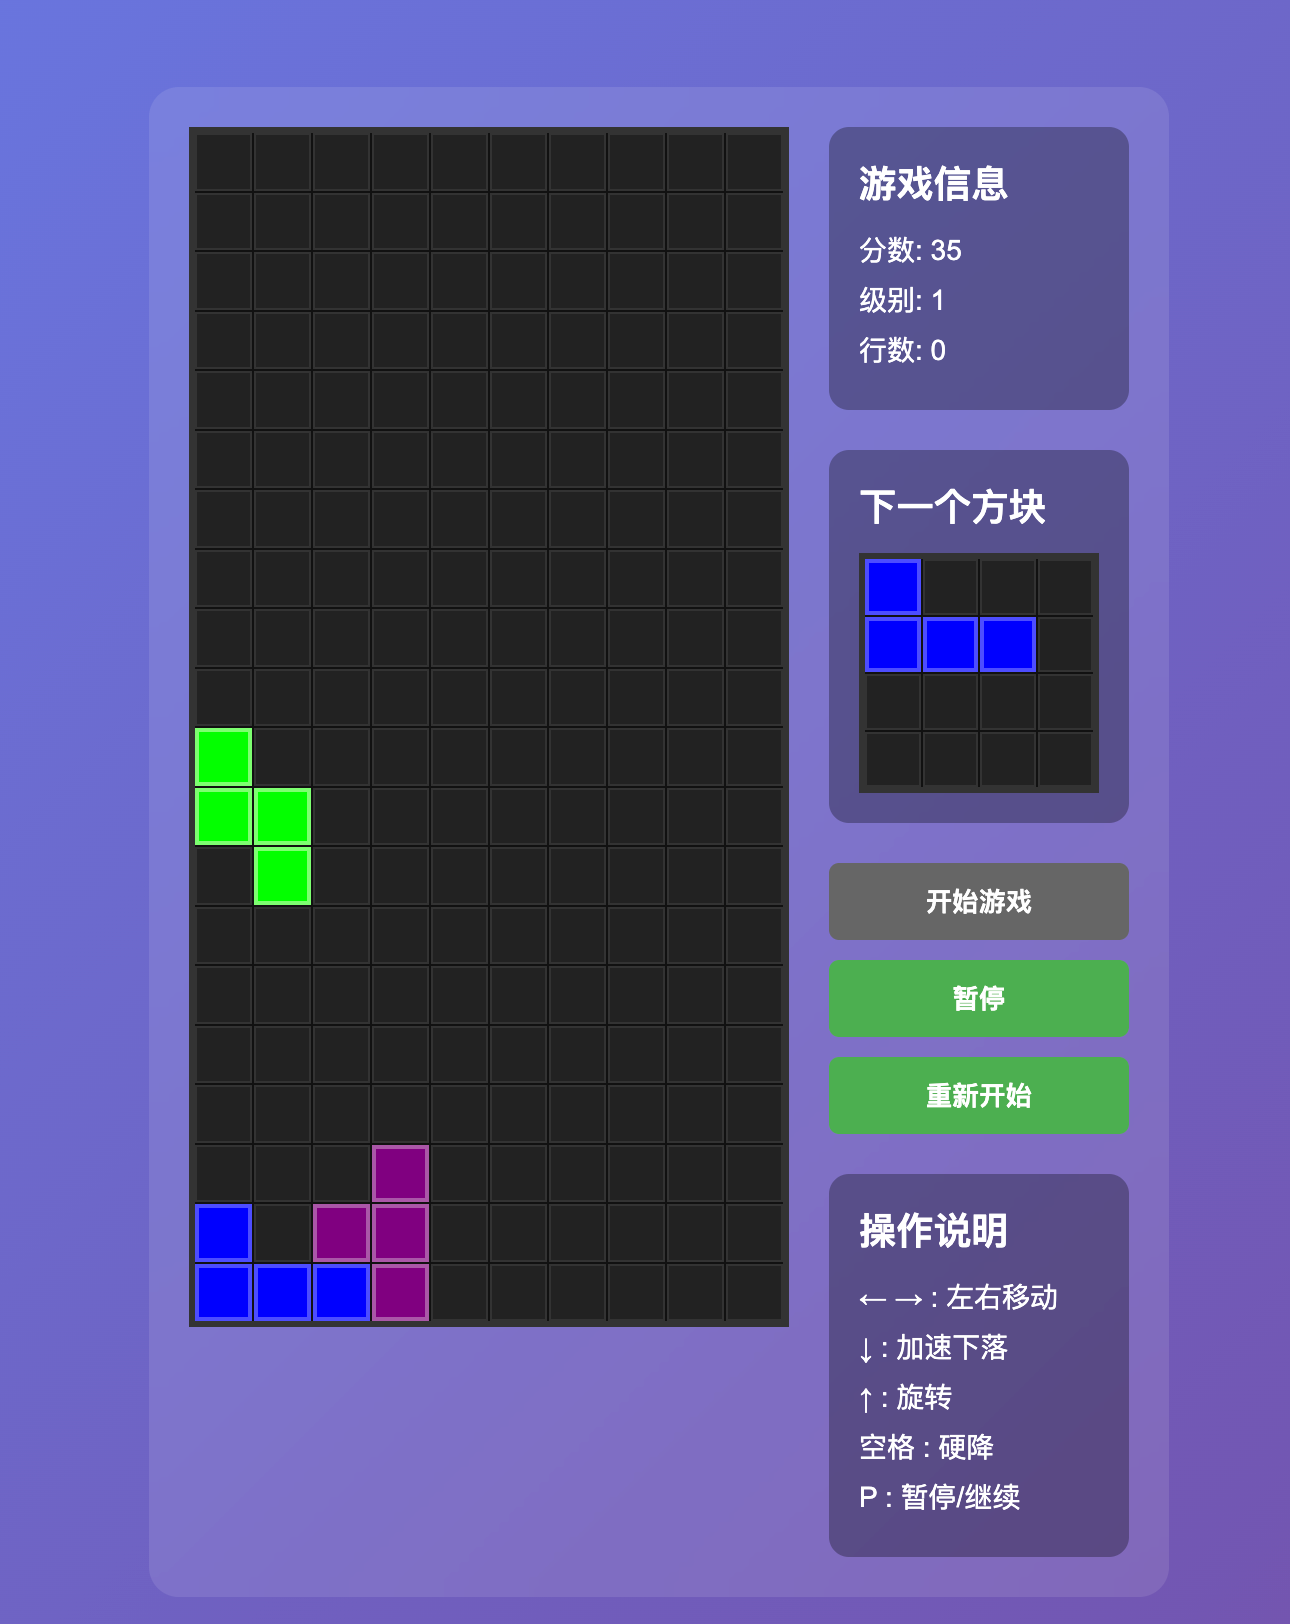 游戏信息
分数: 35
级别: 1
行数: 0
下一个方块
开始游戏
暂停
重新开始
操作说明
←→ : 左右移动
↓ : 加速下落
↑ : 旋转
空格 : 硬降
P : 暂停/继续